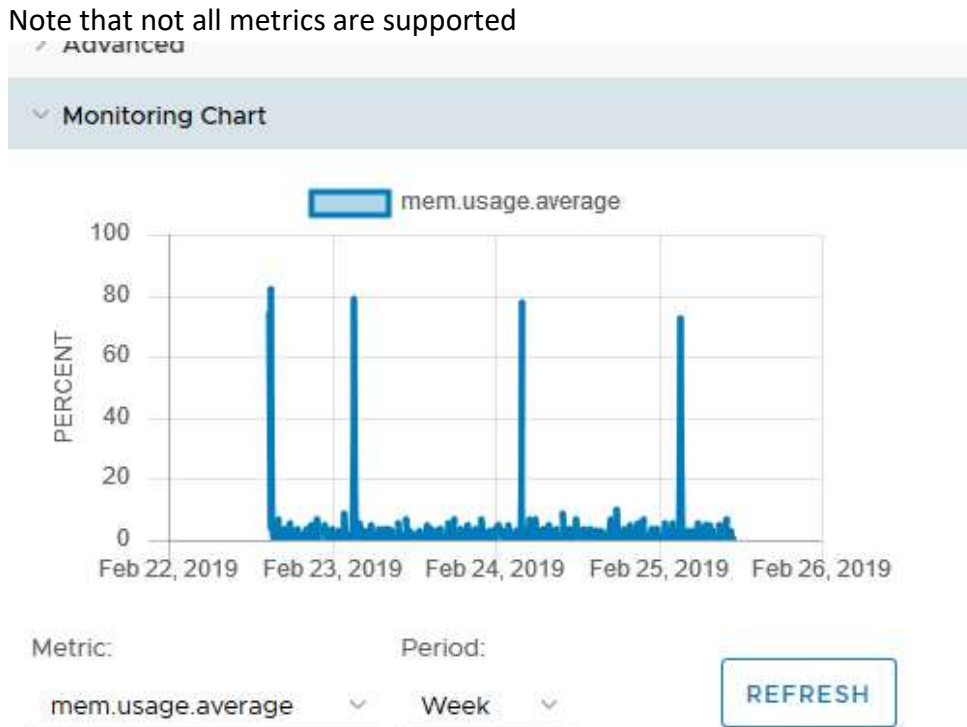 Note that not all metrics are supported
Advanced
Monitoring Chart
mem.usage.average
100
80
60
40
20
0
PERCENT
Feb 22, 2019 Feb 23, 2019 Feb 24, 2019 Feb 25, 2019 Feb 26, 2019
Metric: Period:
mem.usage.average Week REFRESH